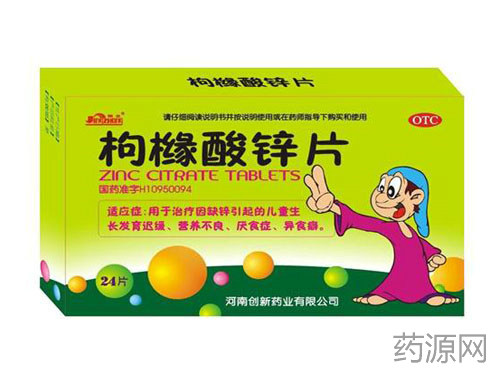 枸橼酸锌片
请仔细阅读说明书并按说明使用或在药师指导下购买和使用
OTC
枸橼酸锌片
ZINC CITRATE TABLETS
国药准字H10950094
适应症:用于治疗因缺锌引起的儿童生
长发育迟缓、营养不良、厌食症、异食癖。
24片
河南创新药业有限公司
药源网